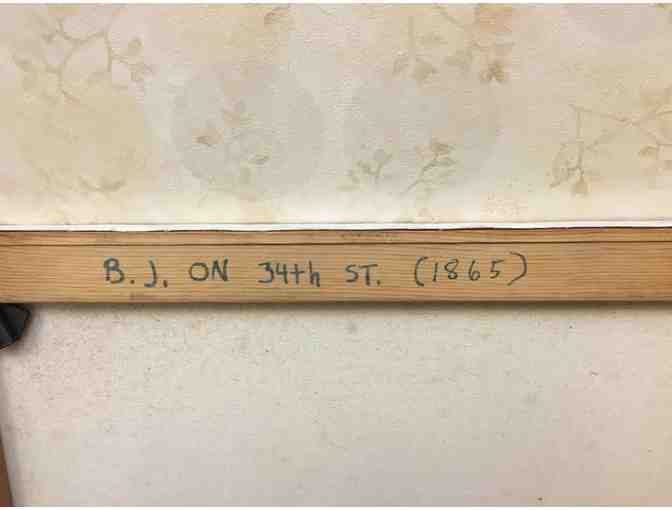 B.J. ON 34th ST. (1865)